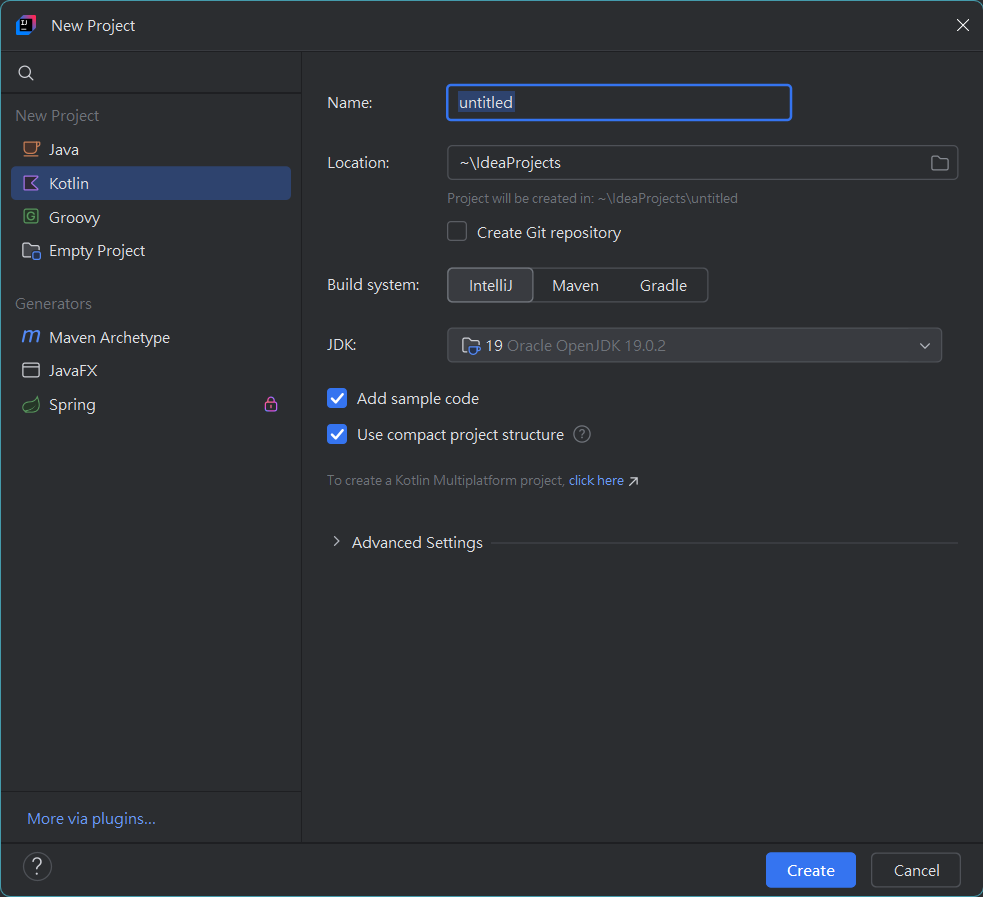 New Project
New Project
Java
Kotlin
Groovy
Empty Project
Generators
Maven Archetype
JavaFX
Spring
More via plugins...
Name: untitled
Location: ~\IdeaProjects
Project will be created in: ~\IdeaProjects\untitled
Create Git repository
Build system: IntelliJ Maven Gradle
JDK: 19 Oracle OpenJDK 19.0.2
Add sample code
Use compact project structure ?
To create a Kotlin Multiplatform project, click here ↗
Advanced Settings
? Create Cancel